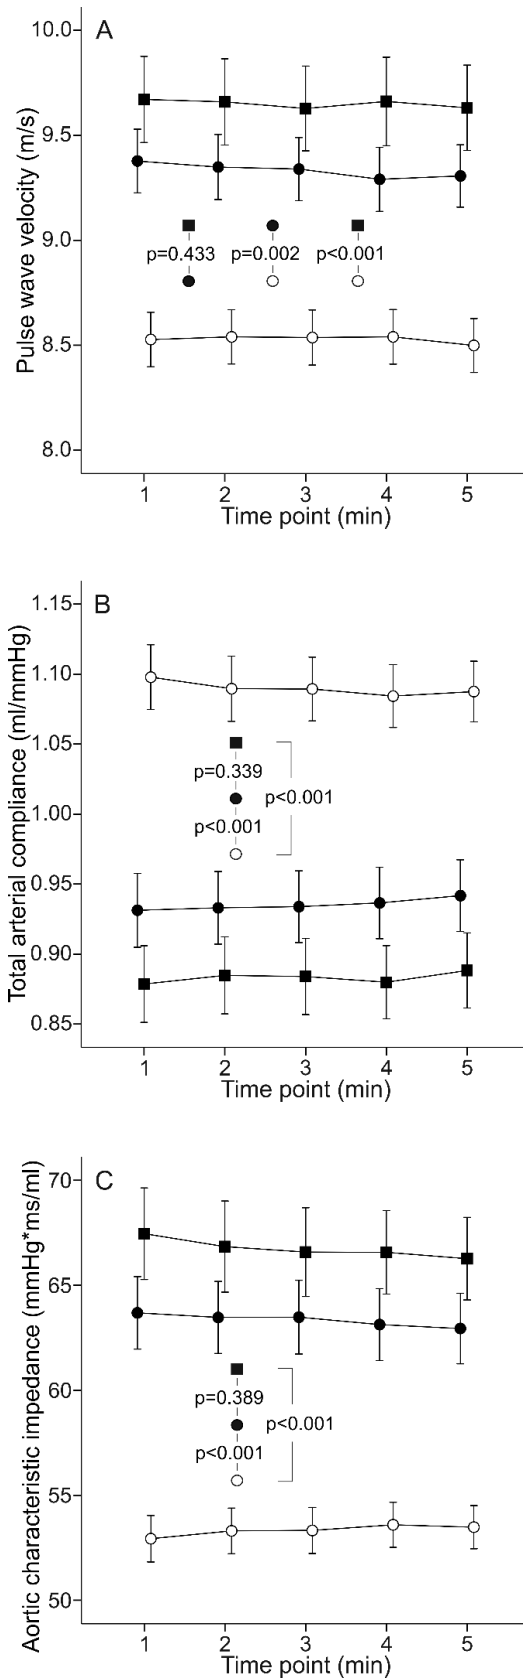 A
Pulse wave velocity (m/s)
10.0
9.5
9.0
8.5
8.0
p=0.433 p=0.002 p<0.001
1 2 3 4 5
Time point (min)
B
Total arterial compliance (ml/mmHg)
1.15
1.10
1.05
1.00
0.95
0.90
0.85
p=0.339
p<0.001
p<0.001
1 2 3 4 5
Time point (min)
C
Aortic characteristic impedance (mmHg*ms/ml)
70
65
60
55
50
p=0.389
p<0.001
p<0.001
1 2 3 4 5
Time point (min)